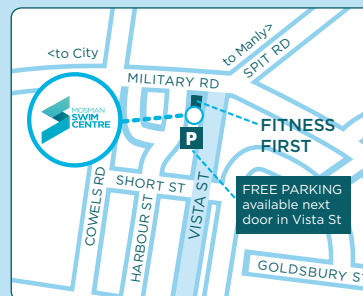 <to City
to Manly>
SPIT RD
MILITARY RD
MOSMAN
SWIM
CENTRE
FITNESS
FIRST
P
FREE PARKING
available next
door in Vista St
SHORT ST
COWELS RD
HARBOUR ST
VISTA ST
GOLDSBURY ST